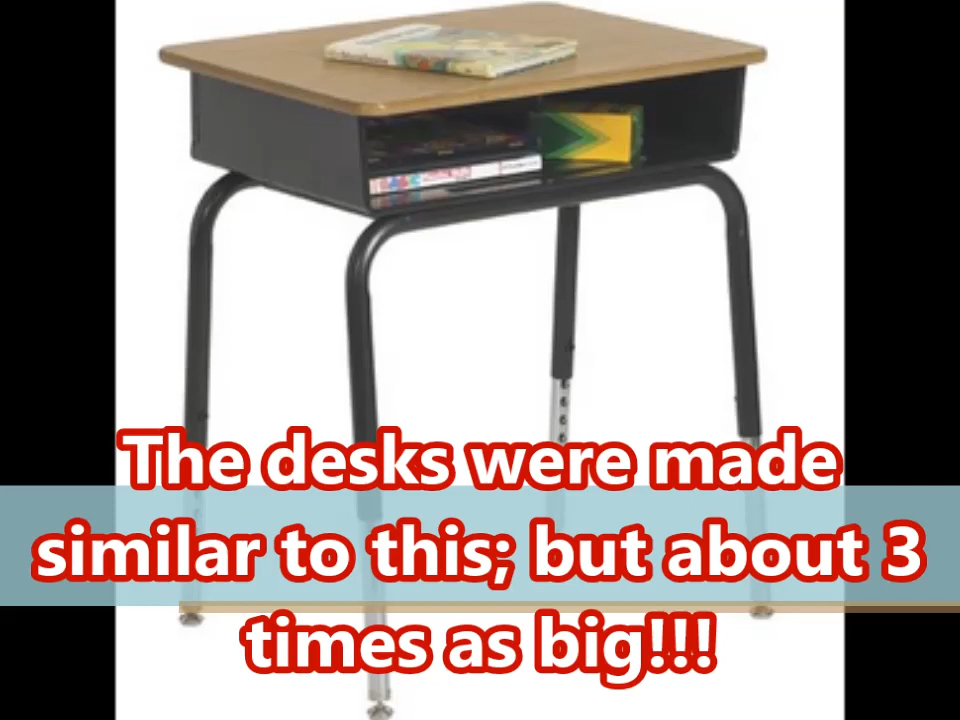 The desks were made
similar to this; but about 3
times as big!!!